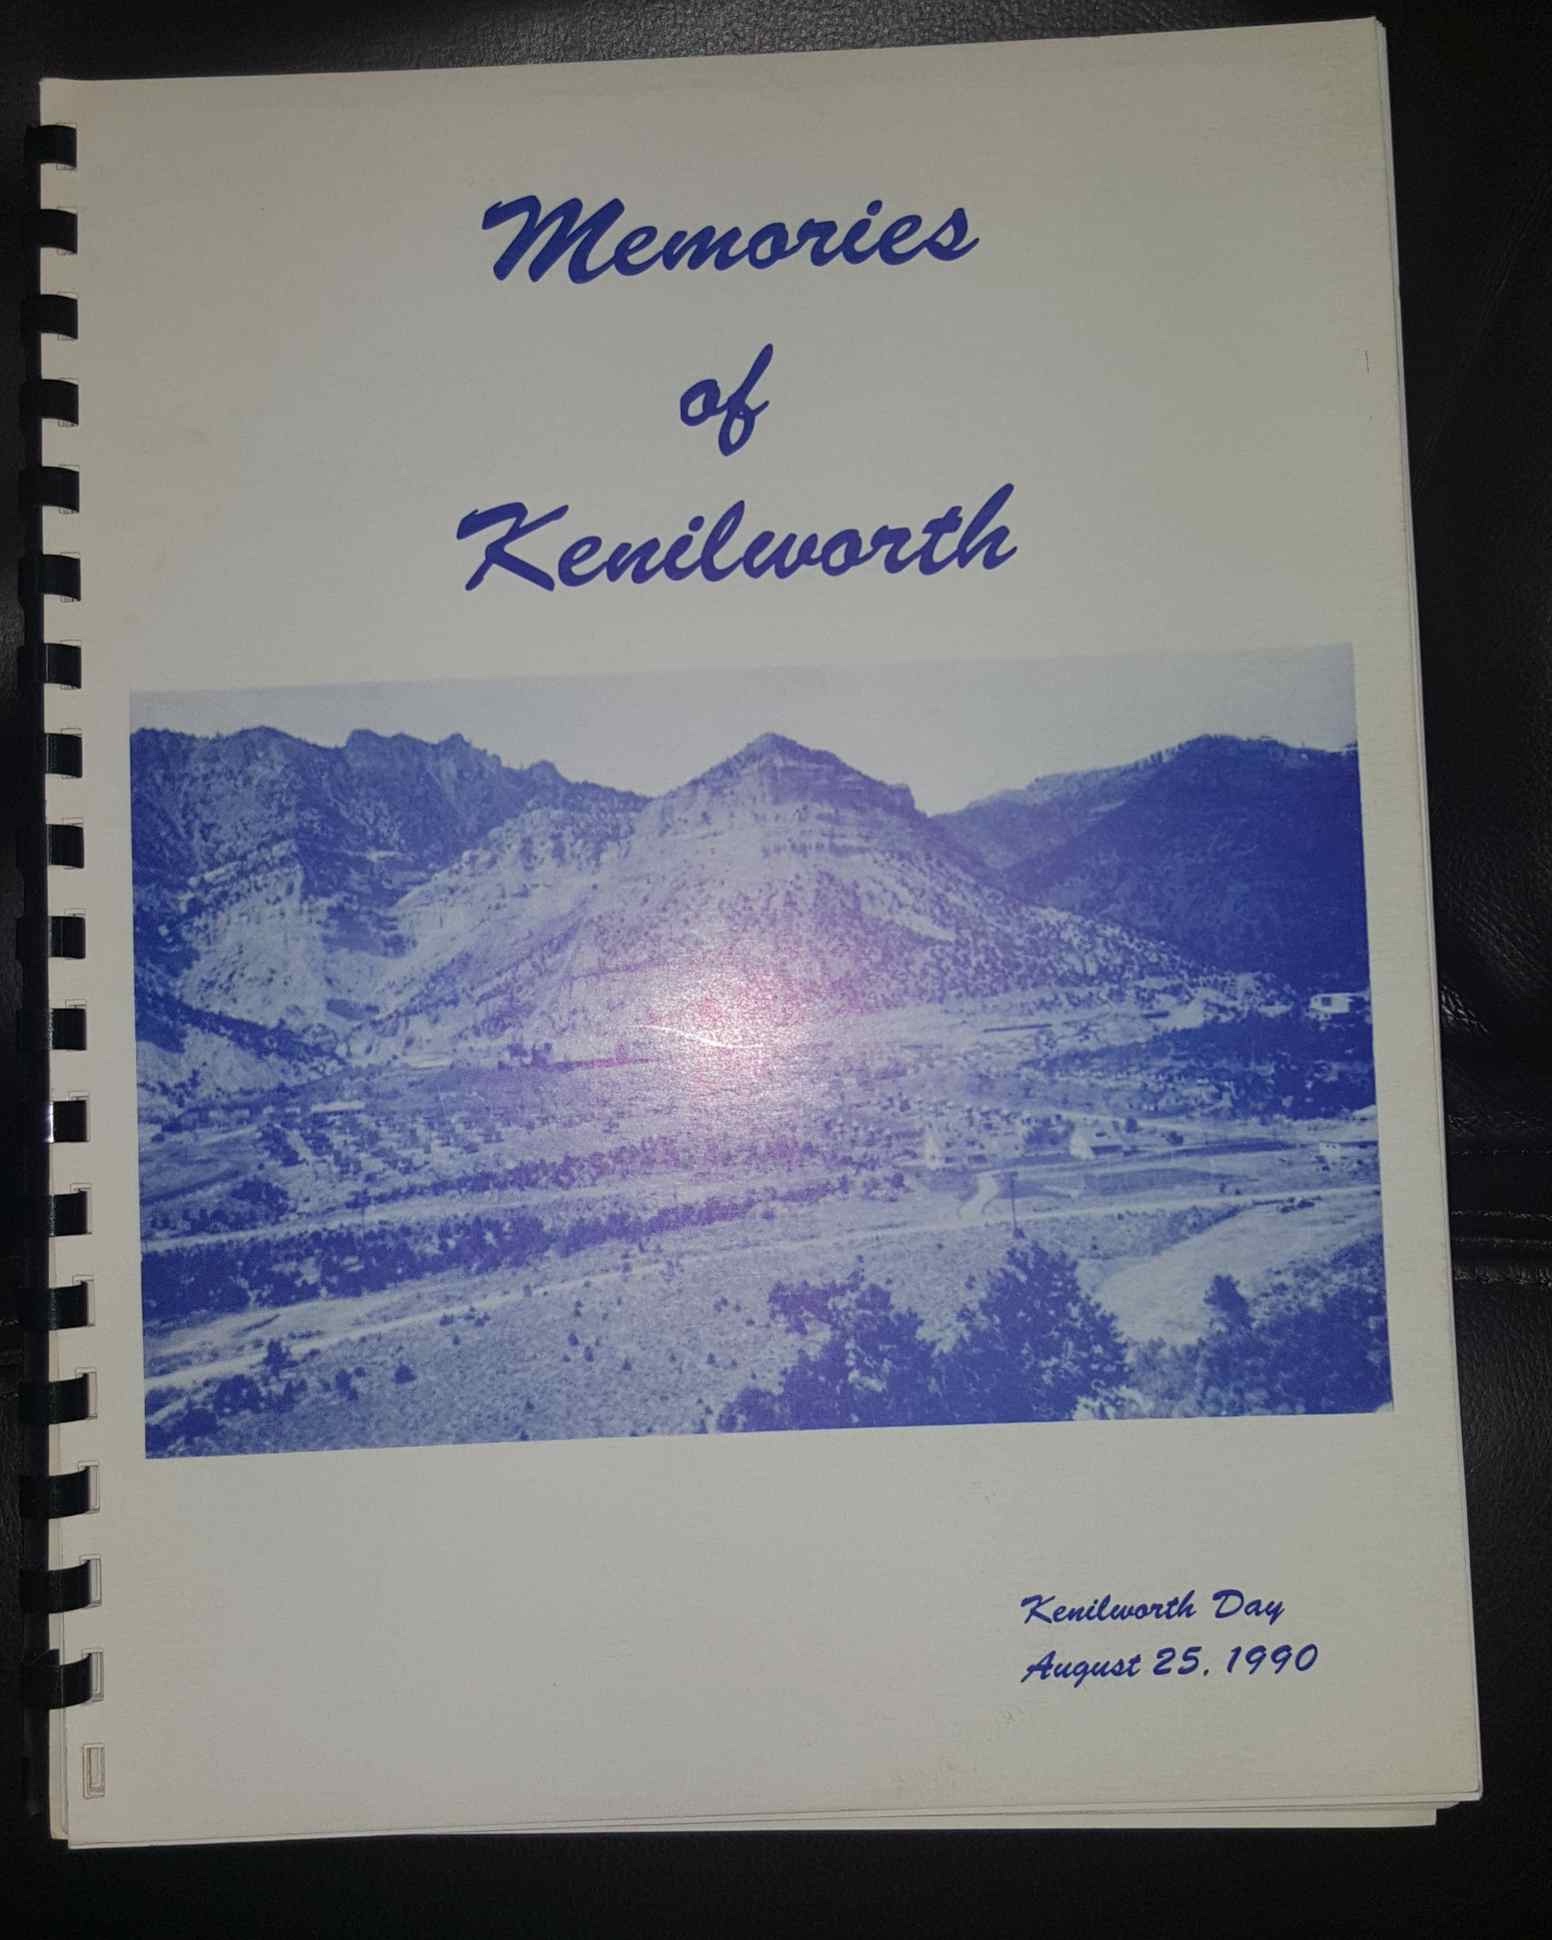 Memories
of
Kenilworth
Kenilworth Day
August 25, 1990